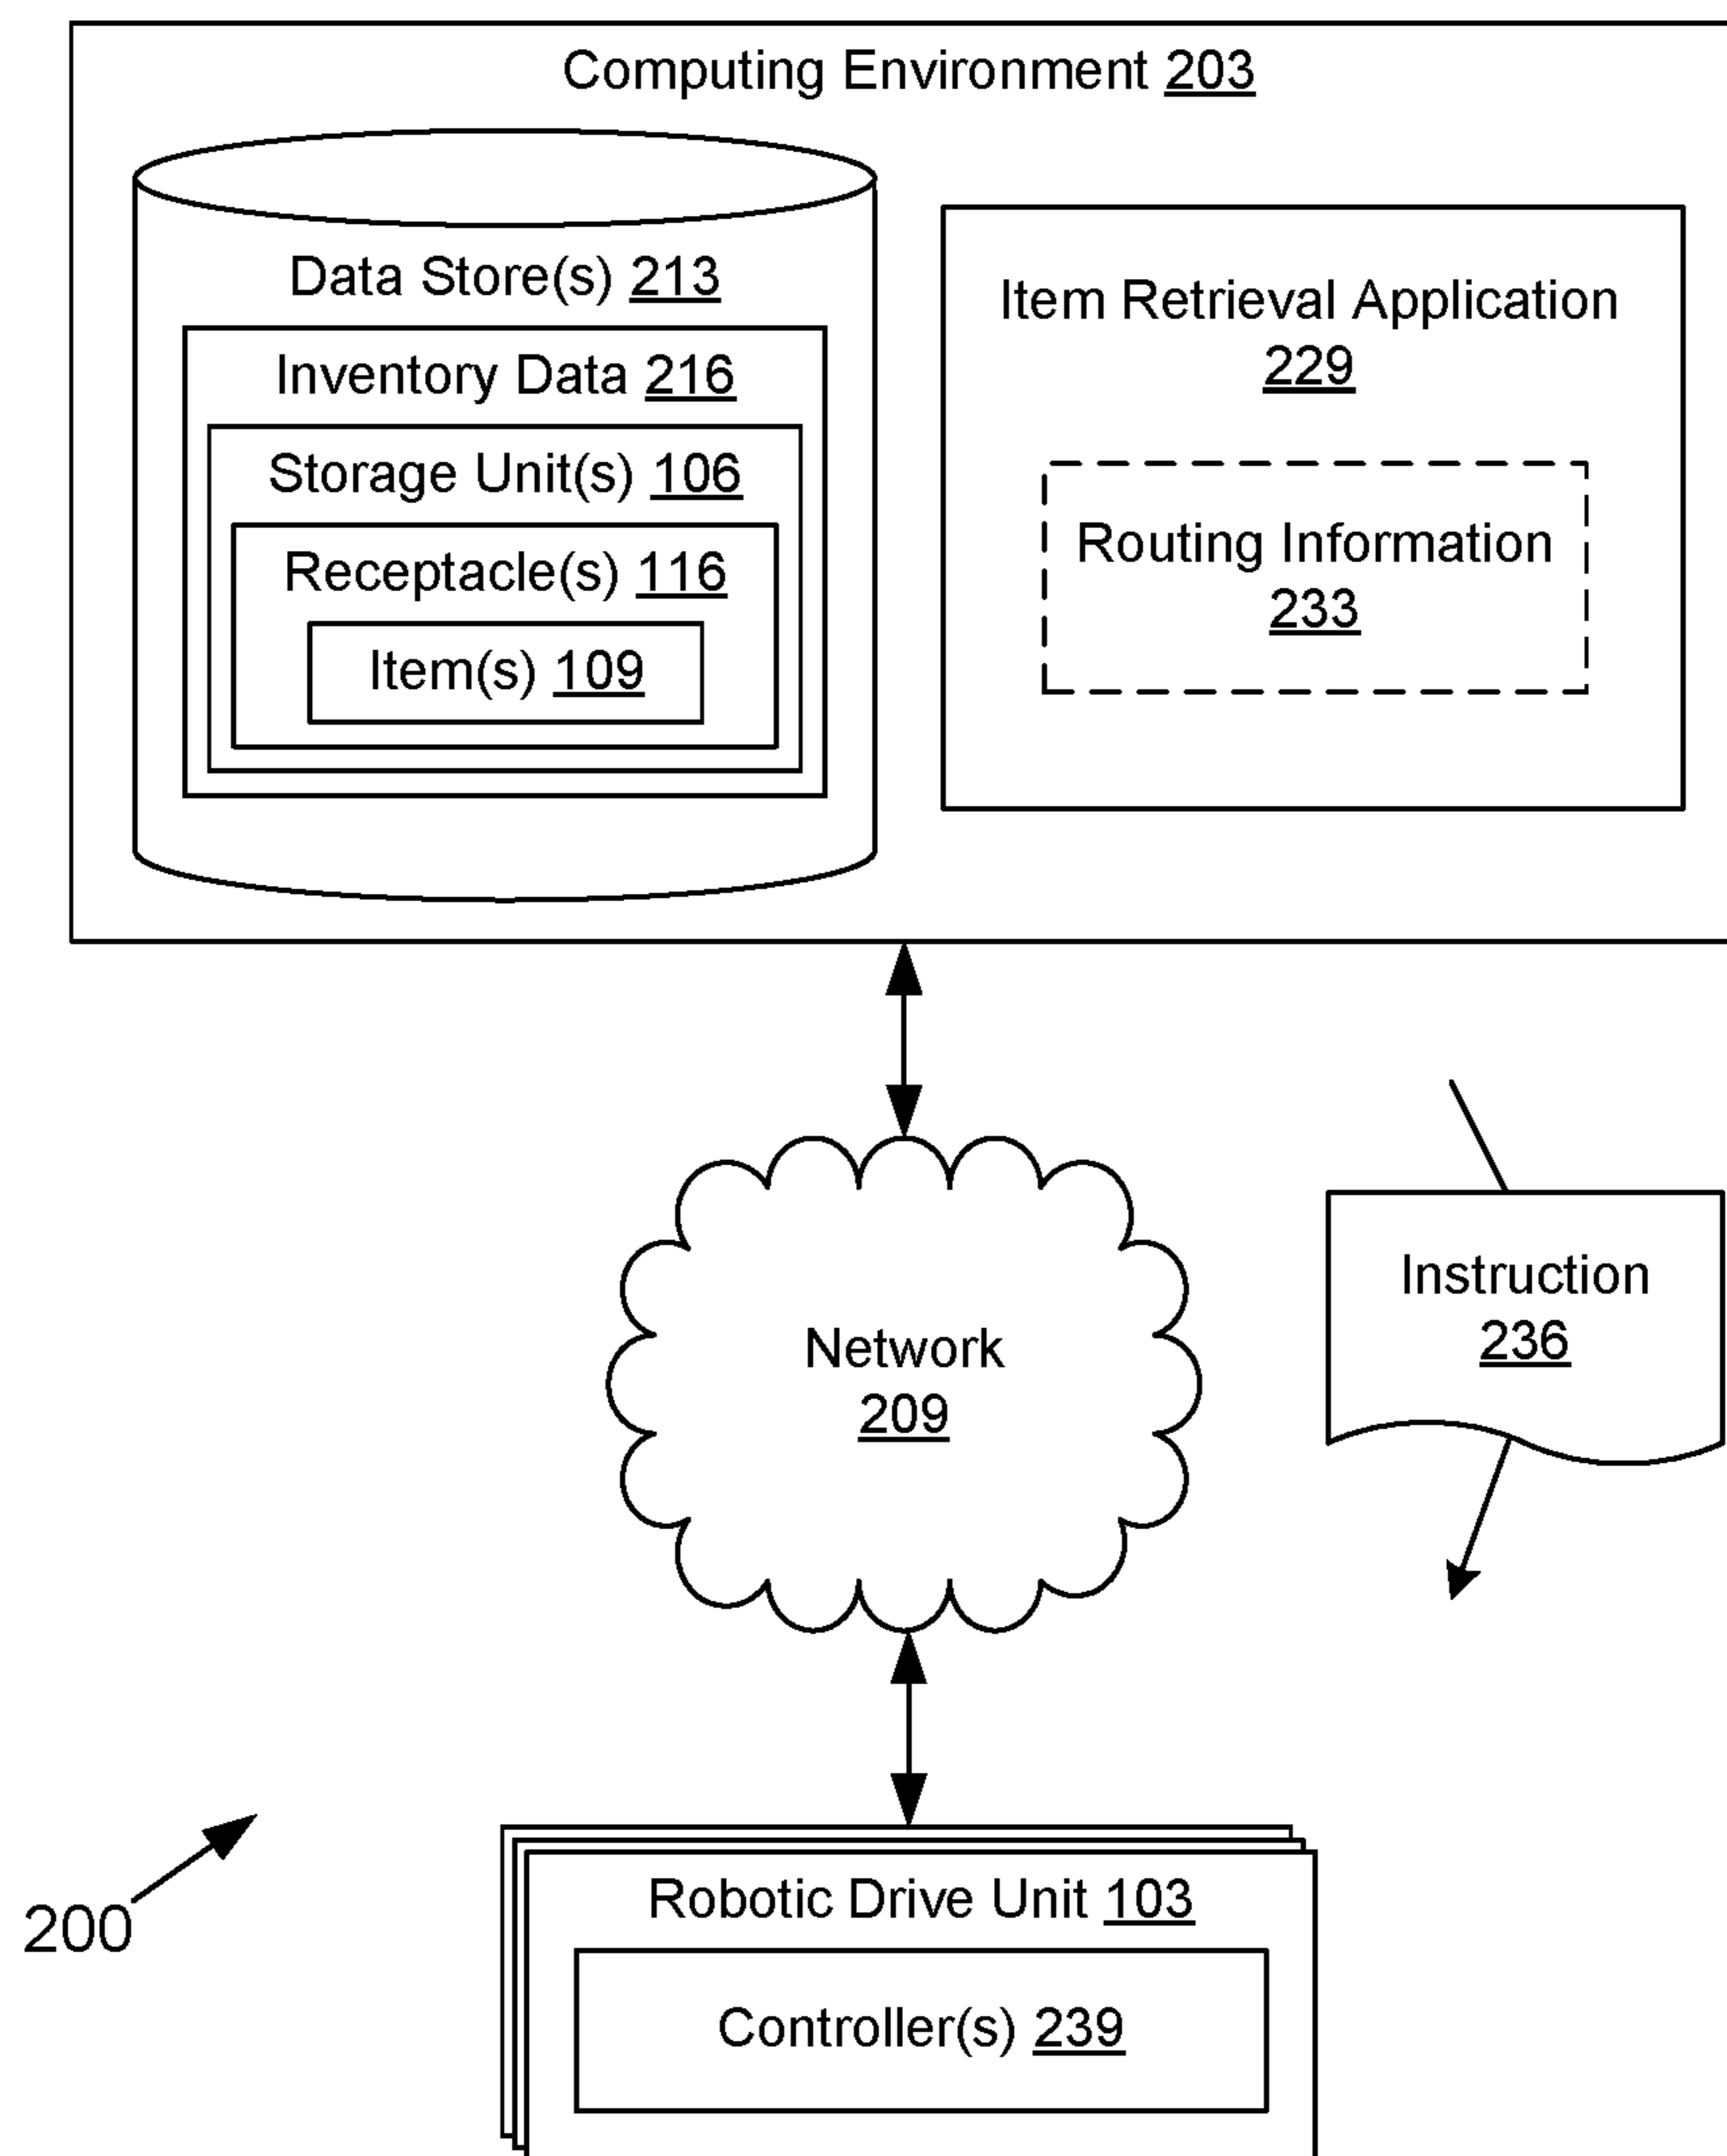 Computing Environment 203
Data Store(s) 213
Inventory Data 216
Storage Unit(s) 106
Receptacle(s) 116
Item(s) 109
Item Retrieval Application
229
Routing Information
233
Instruction
236
Network
209
200
Robotic Drive Unit 103
Controller(s) 239